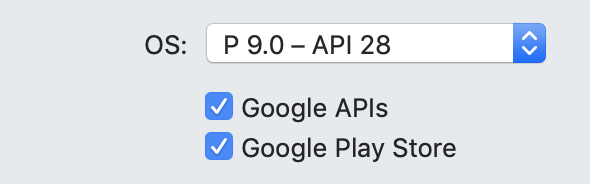 OS: P 9.0 – API 28
Google APIs
Google Play Store